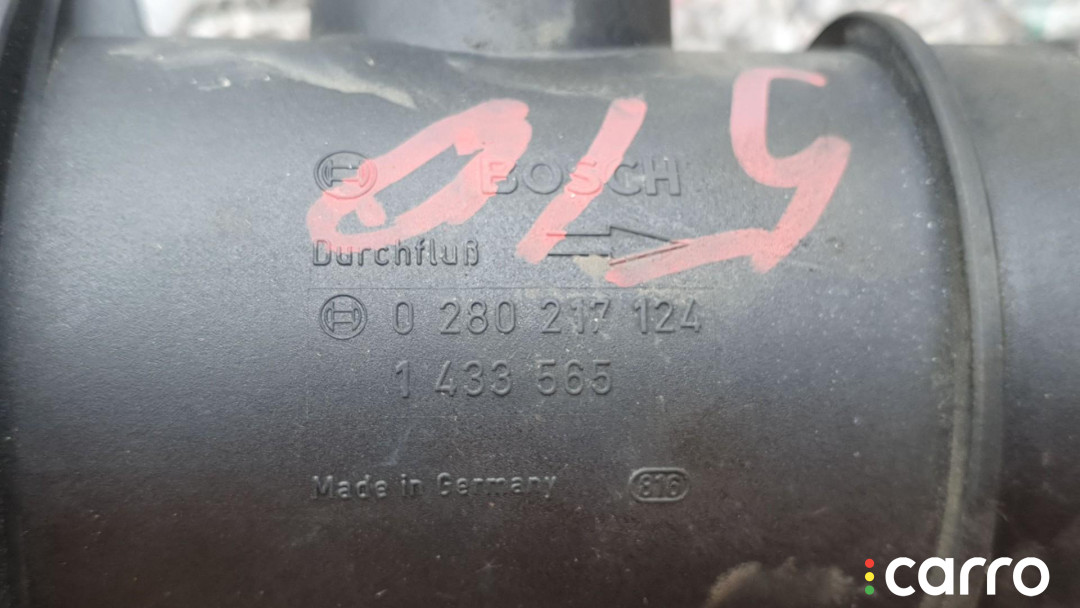 BOSCH
Durchfluß
0 280 217 124
1 433 565
Made in Germany 816
carro